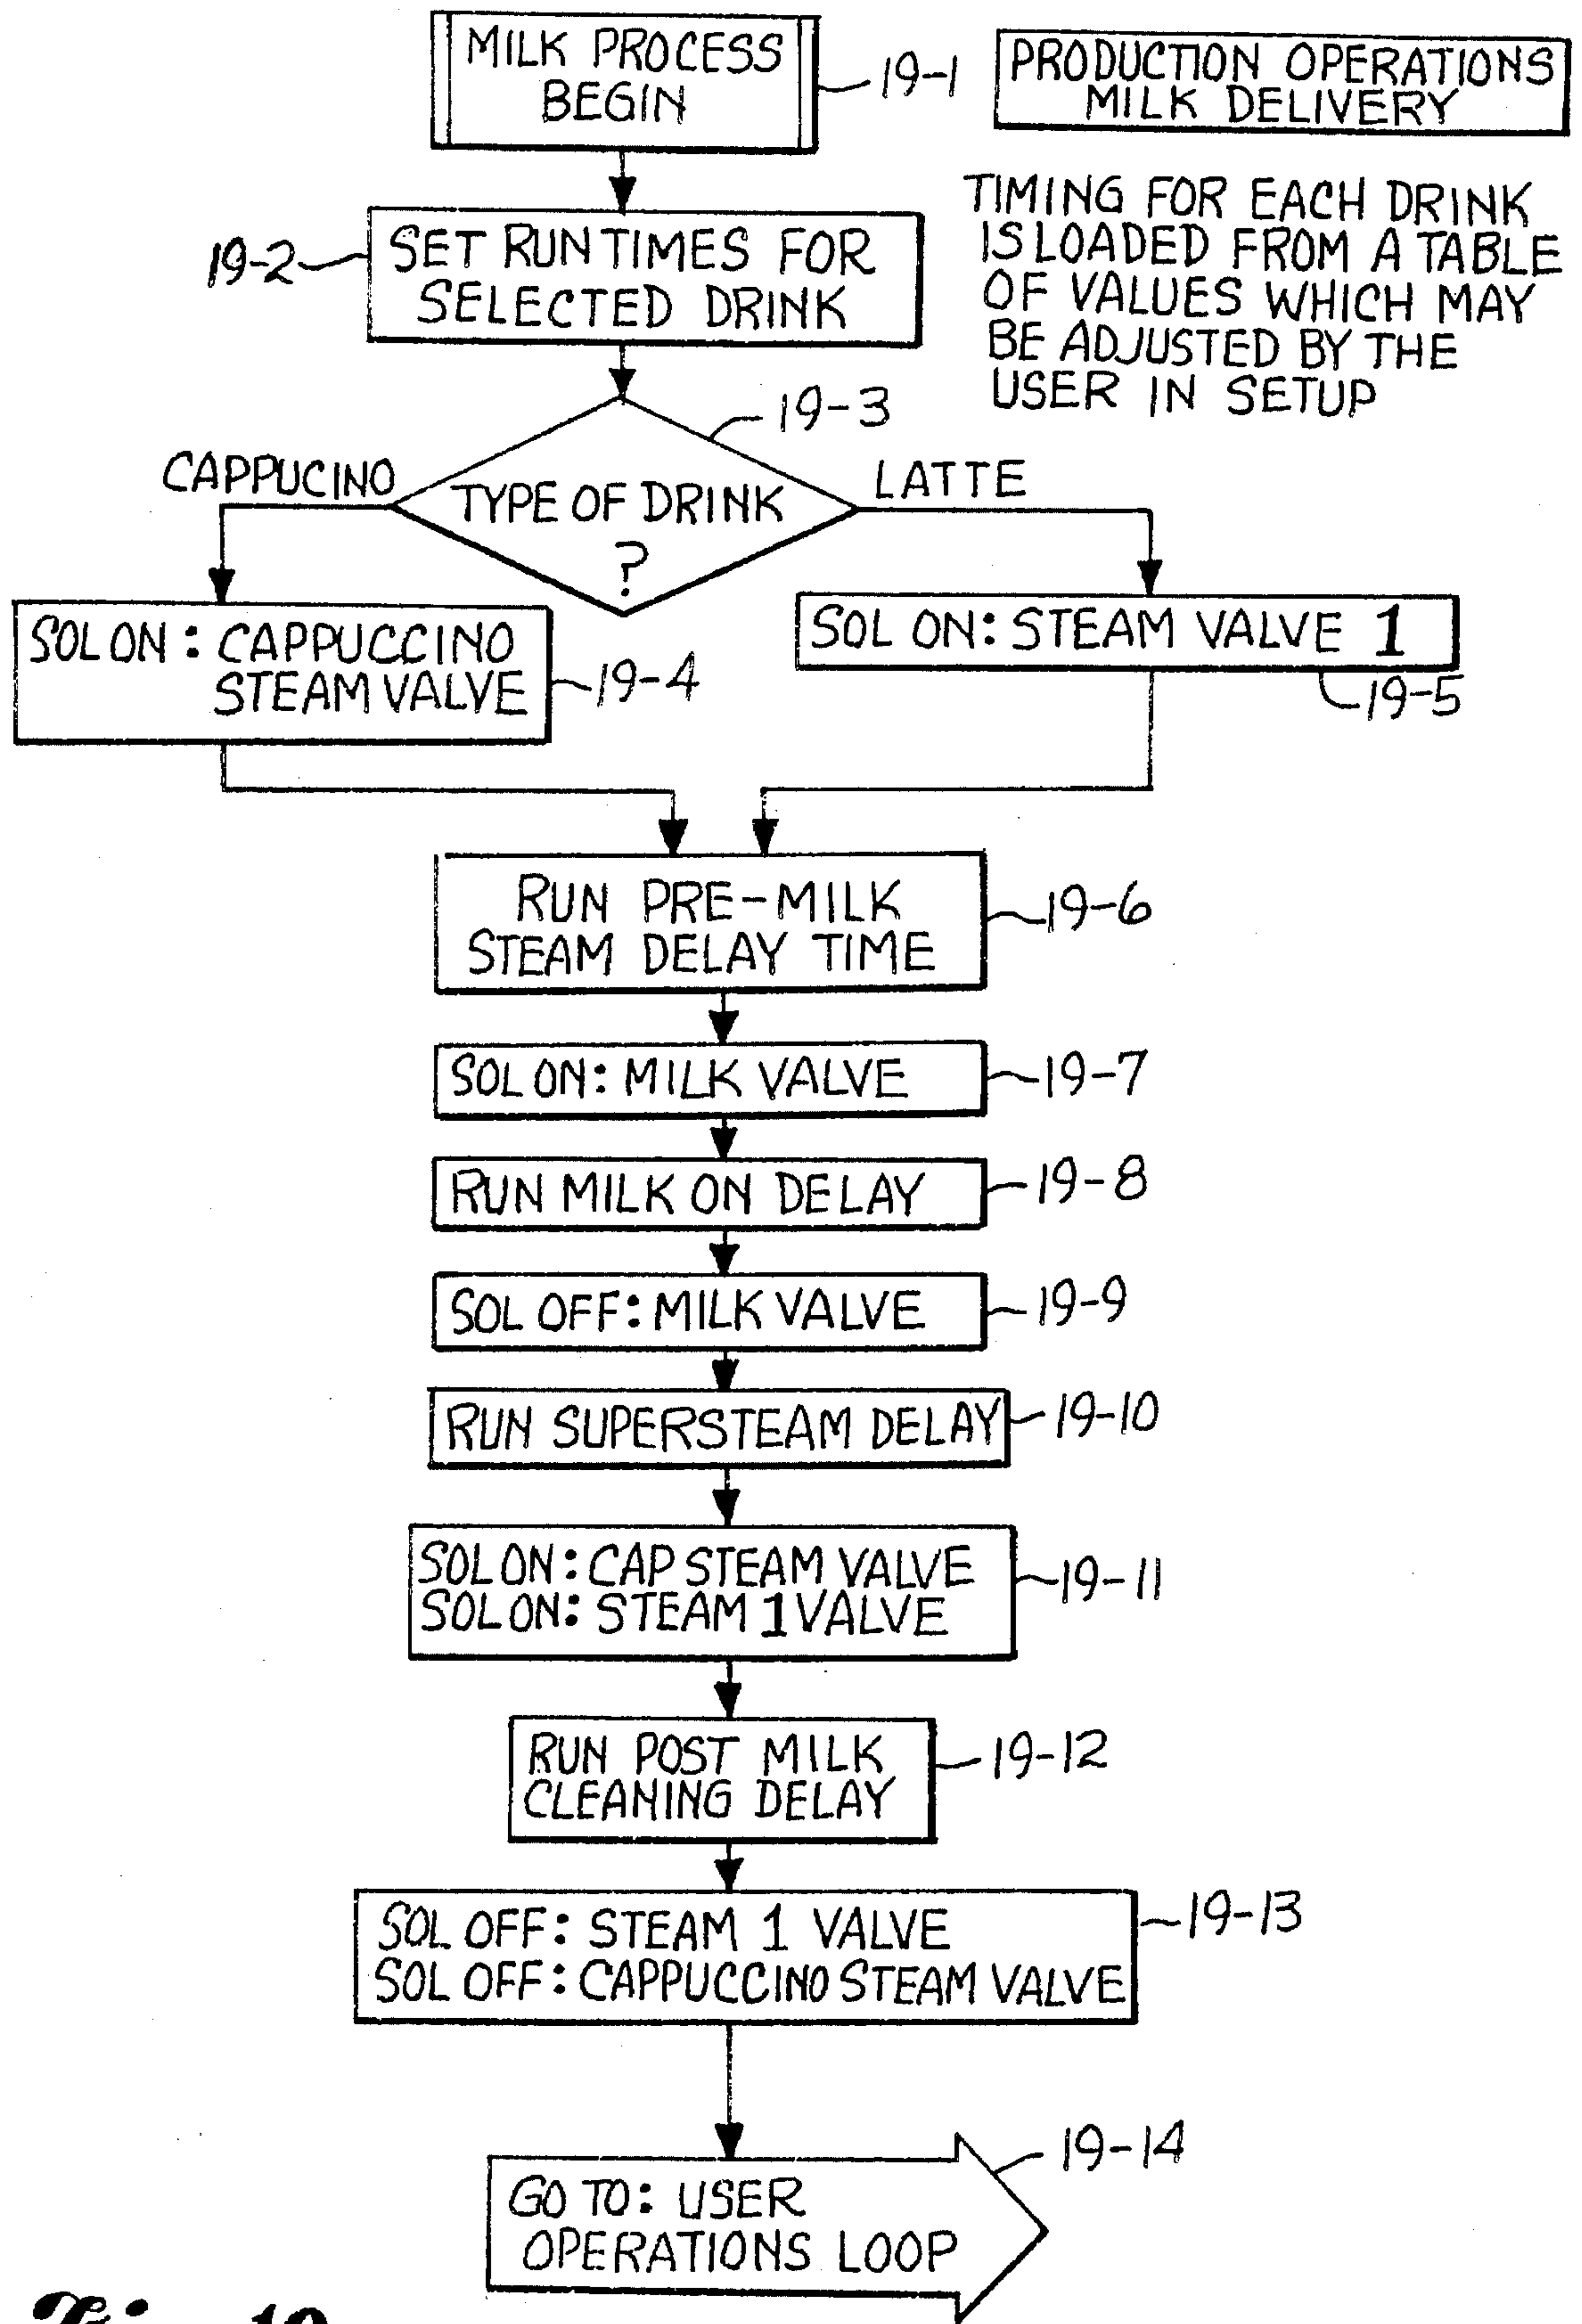 MILK PROCESS
BEGIN
19-1
PRODUCTION OPERATIONS
MILK DELIVERY
TIMING FOR EACH DRINK
IS LOADED FROM A TABLE
OF VALUES WHICH MAY
BE ADJUSTED BY THE
USER IN SETUP
19-2
SET RUN TIMES FOR
SELECTED DRINK
19-3
CAPPUCINO
TYPE OF DRINK
?
LATTE
SOL ON: CAPPUCCINO
STEAM VALVE
19-4
SOL ON: STEAM VALVE 1
19-5
RUN PRE-MILK
STEAM DELAY TIME
19-6
SOL ON: MILK VALVE
19-7
RUN MILK ON DELAY
19-8
SOL OFF: MILK VALVE
19-9
RUN SUPERSTEAM DELAY
19-10
SOL ON: CAP STEAM VALVE
SOL ON: STEAM 1 VALVE
19-11
RUN POST MILK
CLEANING DELAY
19-12
SOL OFF: STEAM 1 VALVE
SOL OFF: CAPPUCCINO STEAM VALVE
19-13
GO TO: USER
OPERATIONS LOOP
19-14